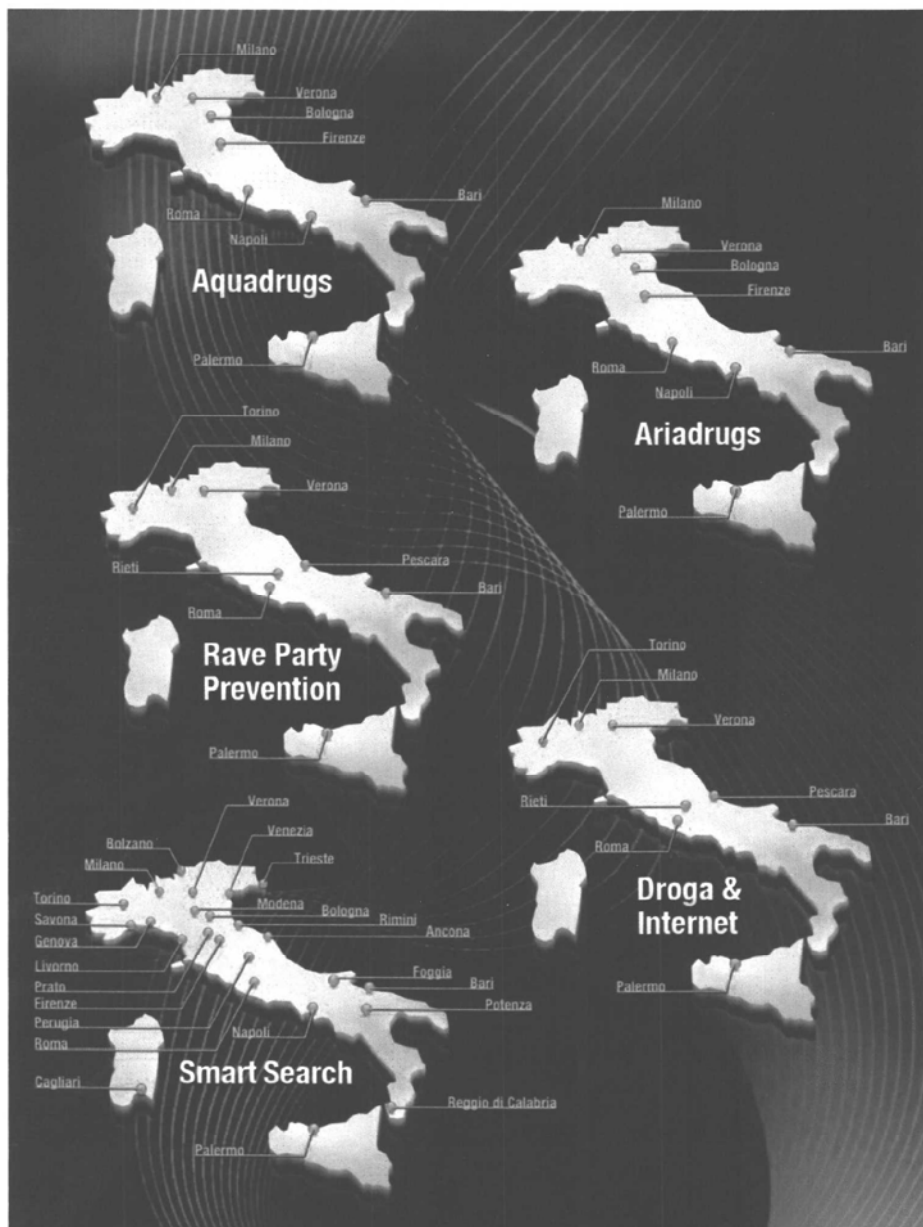 Milano
Verona
Bologna
Firenze
Bari
Roma
Napoli
Aquadrugs
Palermo
Milano
Verona
Bologna
Firenze
Bari
Roma
Napoli
Ariadrugs
Palermo
Torino
Milano
Verona
Pescara
Rieti
Bari
Roma
Rave Party
Prevention
Palermo
Torino
Milano
Verona
Pescara
Rieti
Bari
Roma
Droga &
Internet
Palermo
Verona
Venezia
Bolzano
Trieste
Milano
Torino
Modena
Bologna
Savona
Rimini
Genova
Ancona
Livorno
Foggia
Prato
Bari
Firenze
Potenza
Perugia
Napoli
Roma
Smart Search
Cagliari
Reggio di Calabria
Palermo